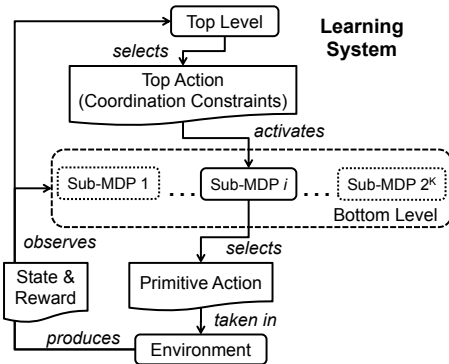 Top Level
Learning
System
selects
Top Action
(Coordination Constraints)
activates
Sub-MDP 1
. . .
Sub-MDP i
. . .
Sub-MDP 2^K
Bottom Level
observes
selects
State &
Reward
Primitive Action
taken in
produces
Environment